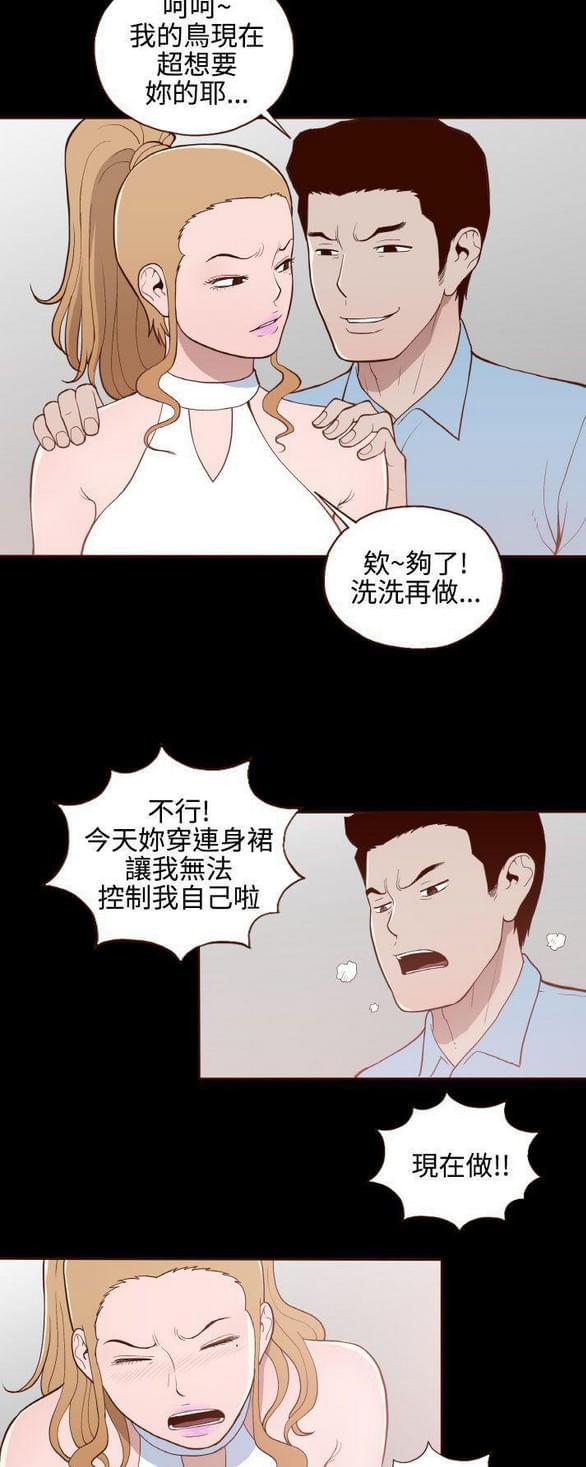 呵呵~
我的鳥現在
超想要
妳的耶...
欸~夠了!
洗洗再做...
不行!
今天妳穿連身裙
讓我無法
控制我自己啦
現在做!!